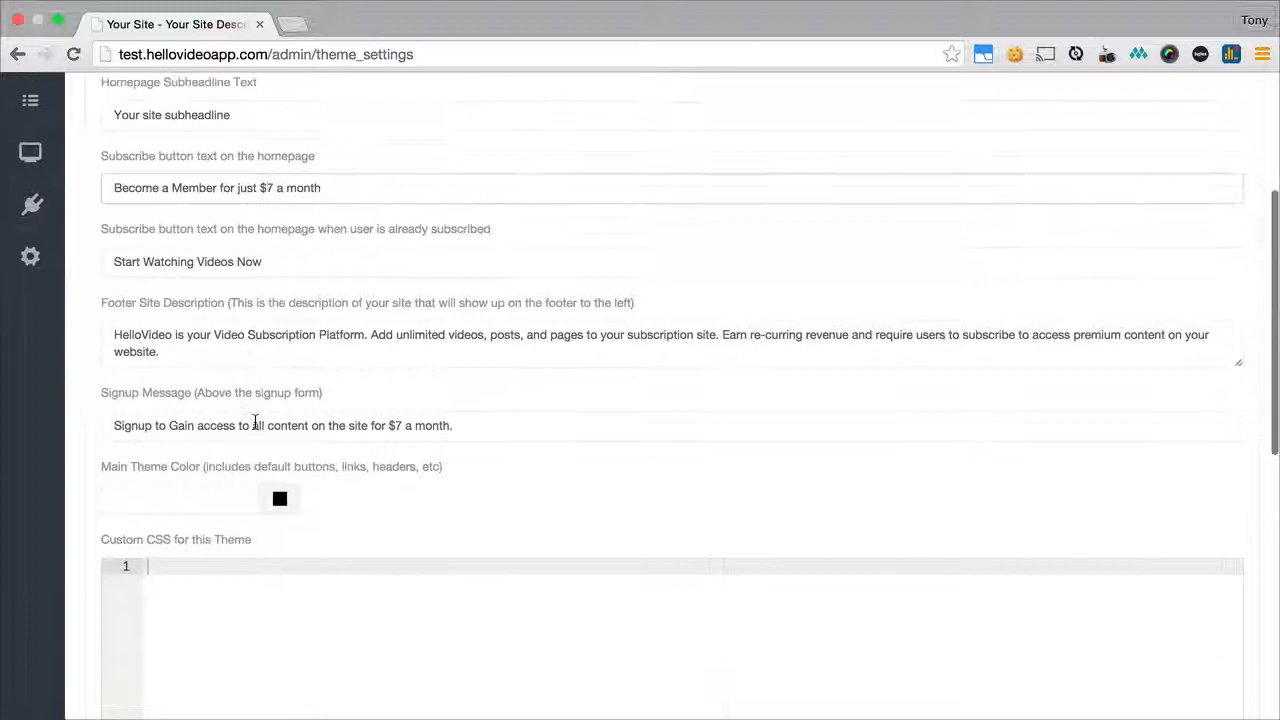 Your Site - Your Site Descr
Tony
test.hellovideoapp.com/admin/theme_settings
Homepage Subheadline Text
Your site subheadline
Subscribe button text on the homepage
Become a Member for just $7 a month
Subscribe button text on the homepage when user is already subscribed
Start Watching Videos Now
Footer Site Description (This is the description of your site that will show up on the footer to the left)
HelloVideo is your Video Subscription Platform. Add unlimited videos, posts, and pages to your subscription site. Earn re-curring revenue and require users to subscribe to access premium content on your
website.
Signup Message (Above the signup form)
Signup to Gain access to all content on the site for $7 a month.
Main Theme Color (includes default buttons, links, headers, etc)
Custom CSS for this Theme
1